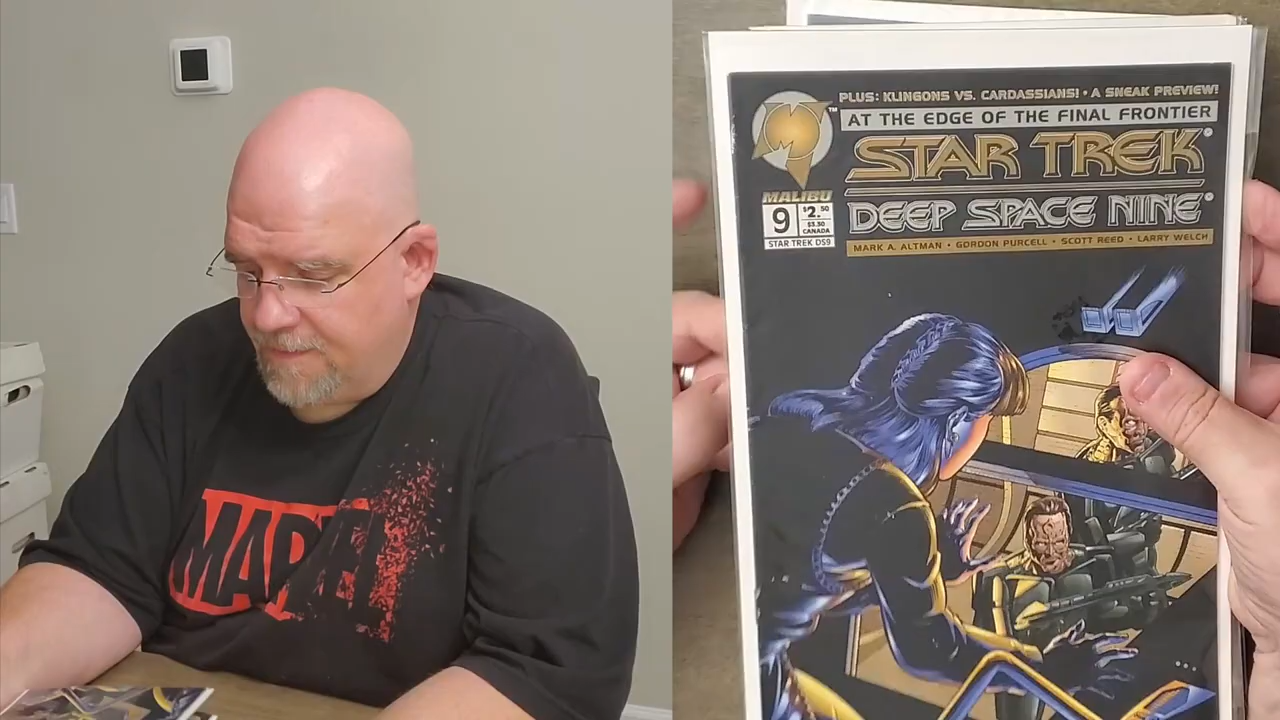 MARVEL
PLUS: KLINGONS VS. CARDASSIANS! • A SNEAK PREVIEW!
AT THE EDGE OF THE FINAL FRONTIER
STAR TREK®
DEEP SPACE NINE®
MARK A. ALTMAN • GORDON PURCELL • SCOTT REED • LARRY WELCH
M™
MALIBU
9
$2.50
$3.30
CANADA
STAR TREK DS9